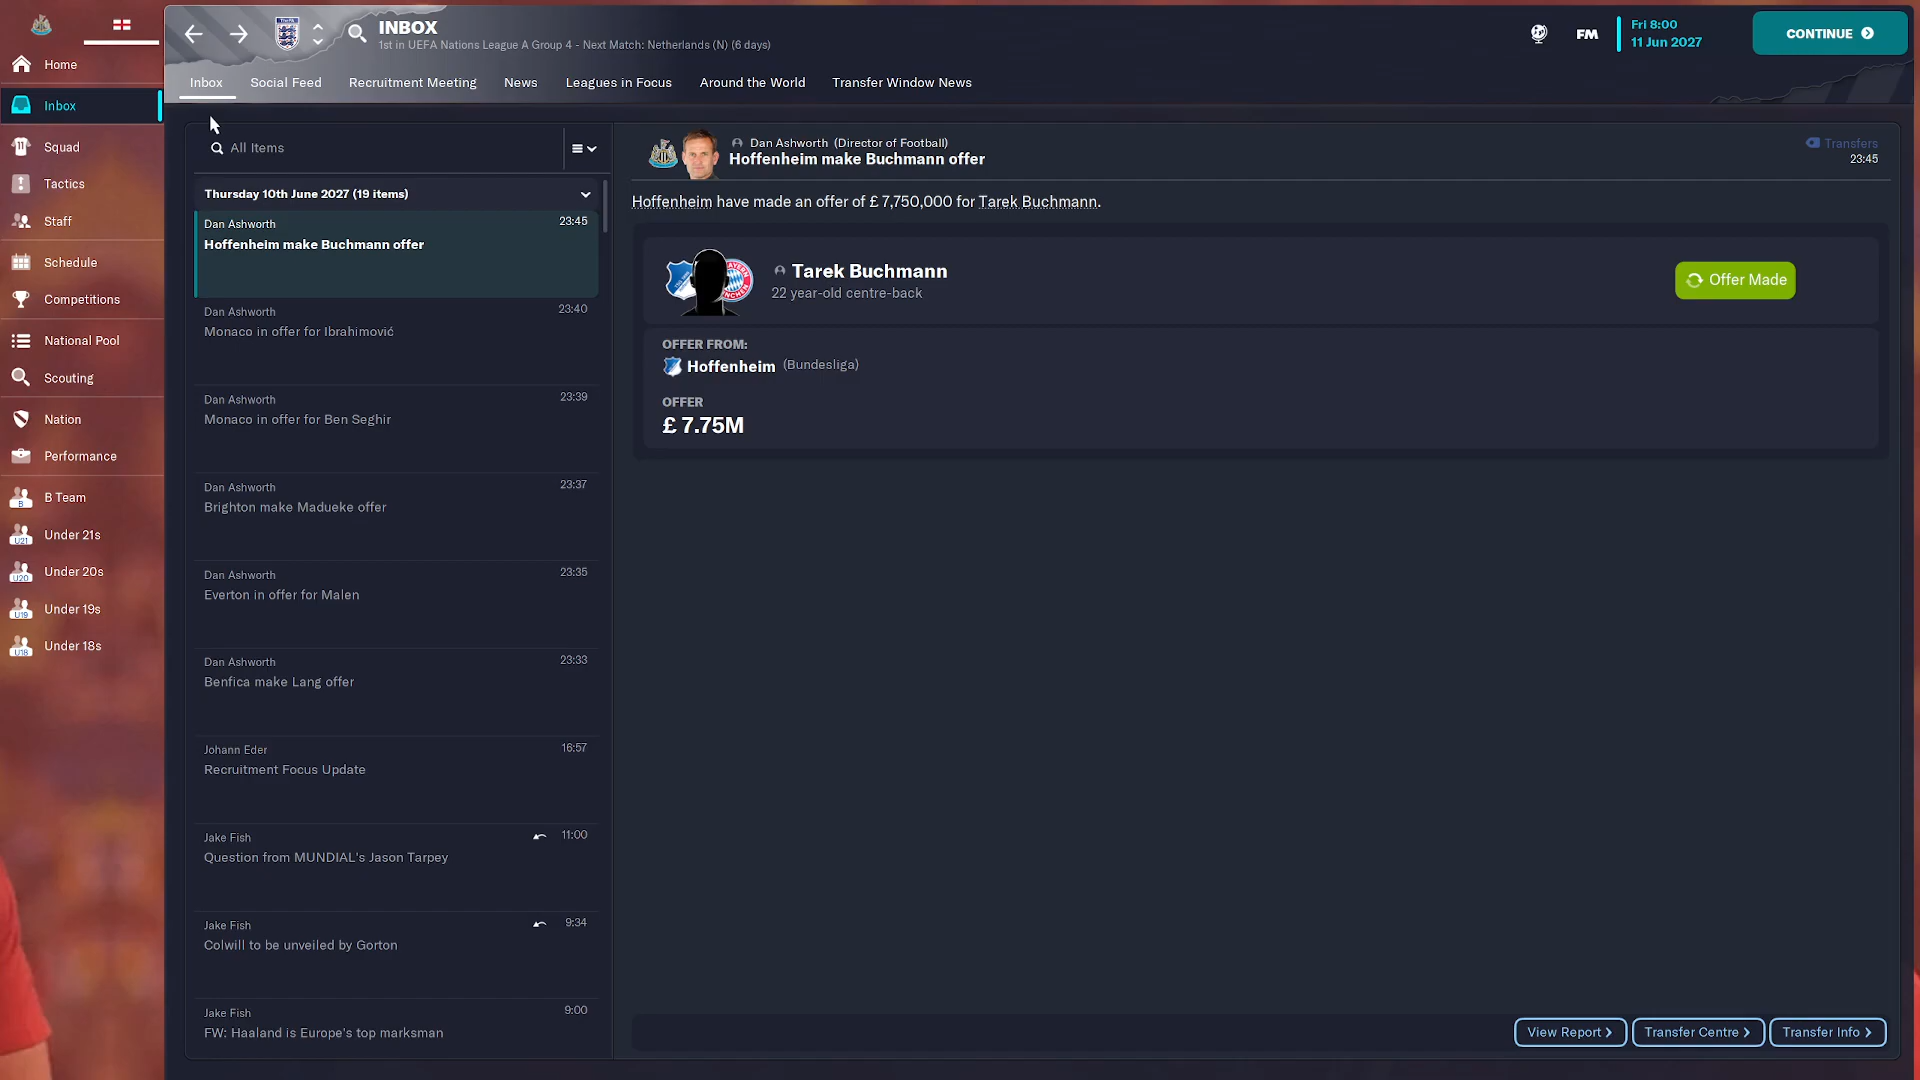 INBOX
1st in UEFA Nations League A Group 4 - Next Match: Netherlands (N) (6 days)
FM
Fri 8:00
11 Jun 2027
CONTINUE
Inbox
Social Feed
Recruitment Meeting
News
Leagues in Focus
Around the World
Transfer Window News
Home
Inbox
Squad
Tactics
Staff
Schedule
Competitions
National Pool
Scouting
Nation
Performance
B
B Team
U21
Under 21s
U20
Under 20s
U19
Under 19s
U18
Under 18s
All Items
Thursday 10th June 2027 (19 items)
Dan Ashworth 23:45
Hoffenheim make Buchmann offer
Dan Ashworth 23:40
Monaco in offer for Ibrahimović
Dan Ashworth 23:39
Monaco in offer for Ben Seghir
Dan Ashworth 23:37
Brighton make Madueke offer
Dan Ashworth 23:35
Everton in offer for Malen
Dan Ashworth 23:33
Benfica make Lang offer
Johann Eder 16:57
Recruitment Focus Update
Jake Fish 11:00
Question from MUNDIAL's Jason Tarpey
Jake Fish 9:34
Colwill to be unveiled by Gorton
Jake Fish 9:00
FW: Haaland is Europe's top marksman
Dan Ashworth (Director of Football)
Hoffenheim make Buchmann offer
Transfers
23:45
Hoffenheim have made an offer of £ 7,750,000 for Tarek Buchmann.
Tarek Buchmann
22 year-old centre-back
Offer Made
OFFER FROM:
Hoffenheim (Bundesliga)
OFFER
£ 7.75M
View Report
Transfer Centre
Transfer Info